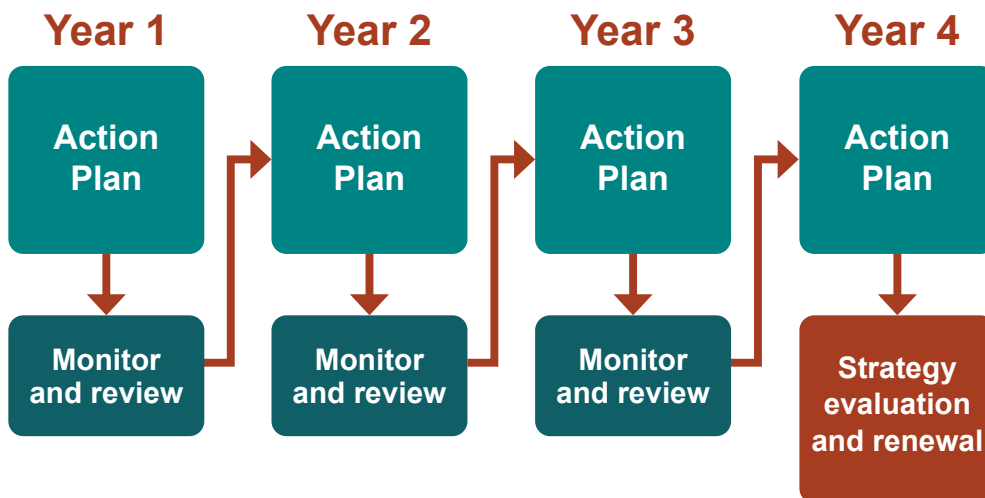 Year 1
Year 2
Year 3
Year 4
Action
Plan
Action
Plan
Action
Plan
Action
Plan
Monitor
and review
Monitor
and review
Monitor
and review
Strategy
evaluation
and renewal